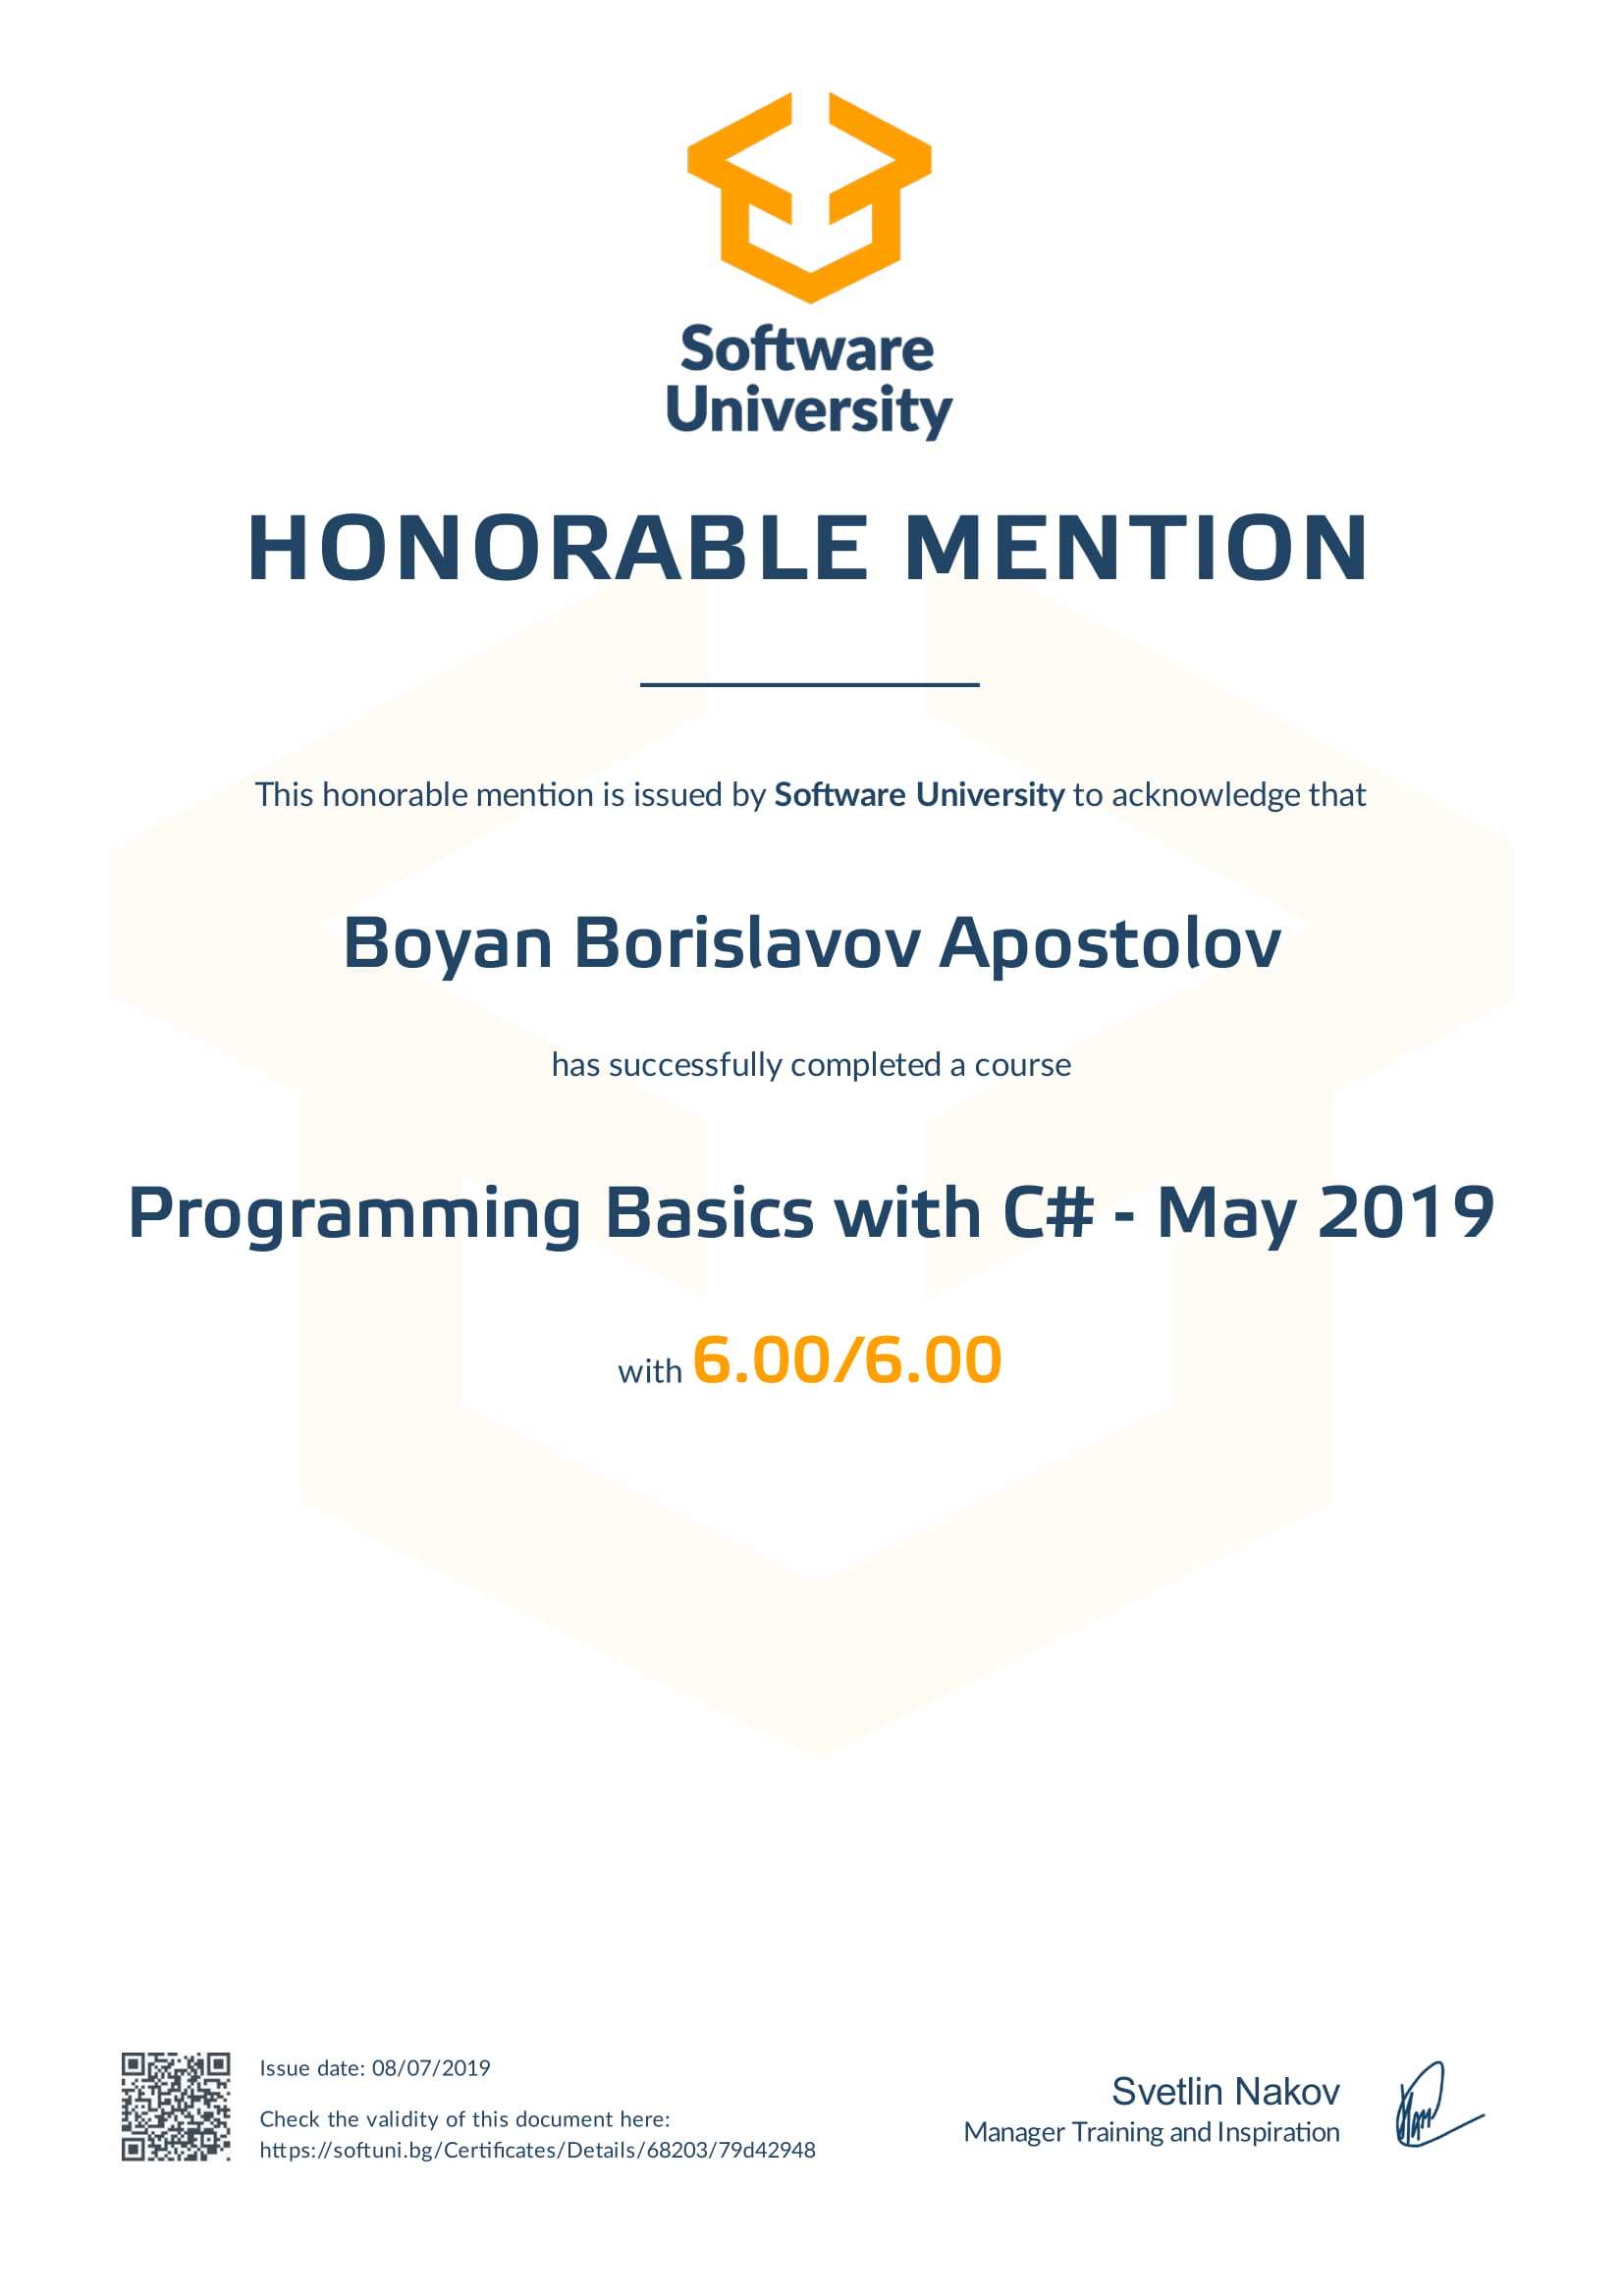 Software
University
HONORABLE MENTION
This honorable mention is issued by Software University to acknowledge that
Boyan Borislavov Apostolov
has successfully completed a course
Programming Basics with C# - May 2019
with 6.00/6.00
Issue date: 08/07/2019
Check the validity of this document here:
https://softuni.bg/Certificates/Details/68203/79d42948
Svetlin Nakov
Manager Training and Inspiration